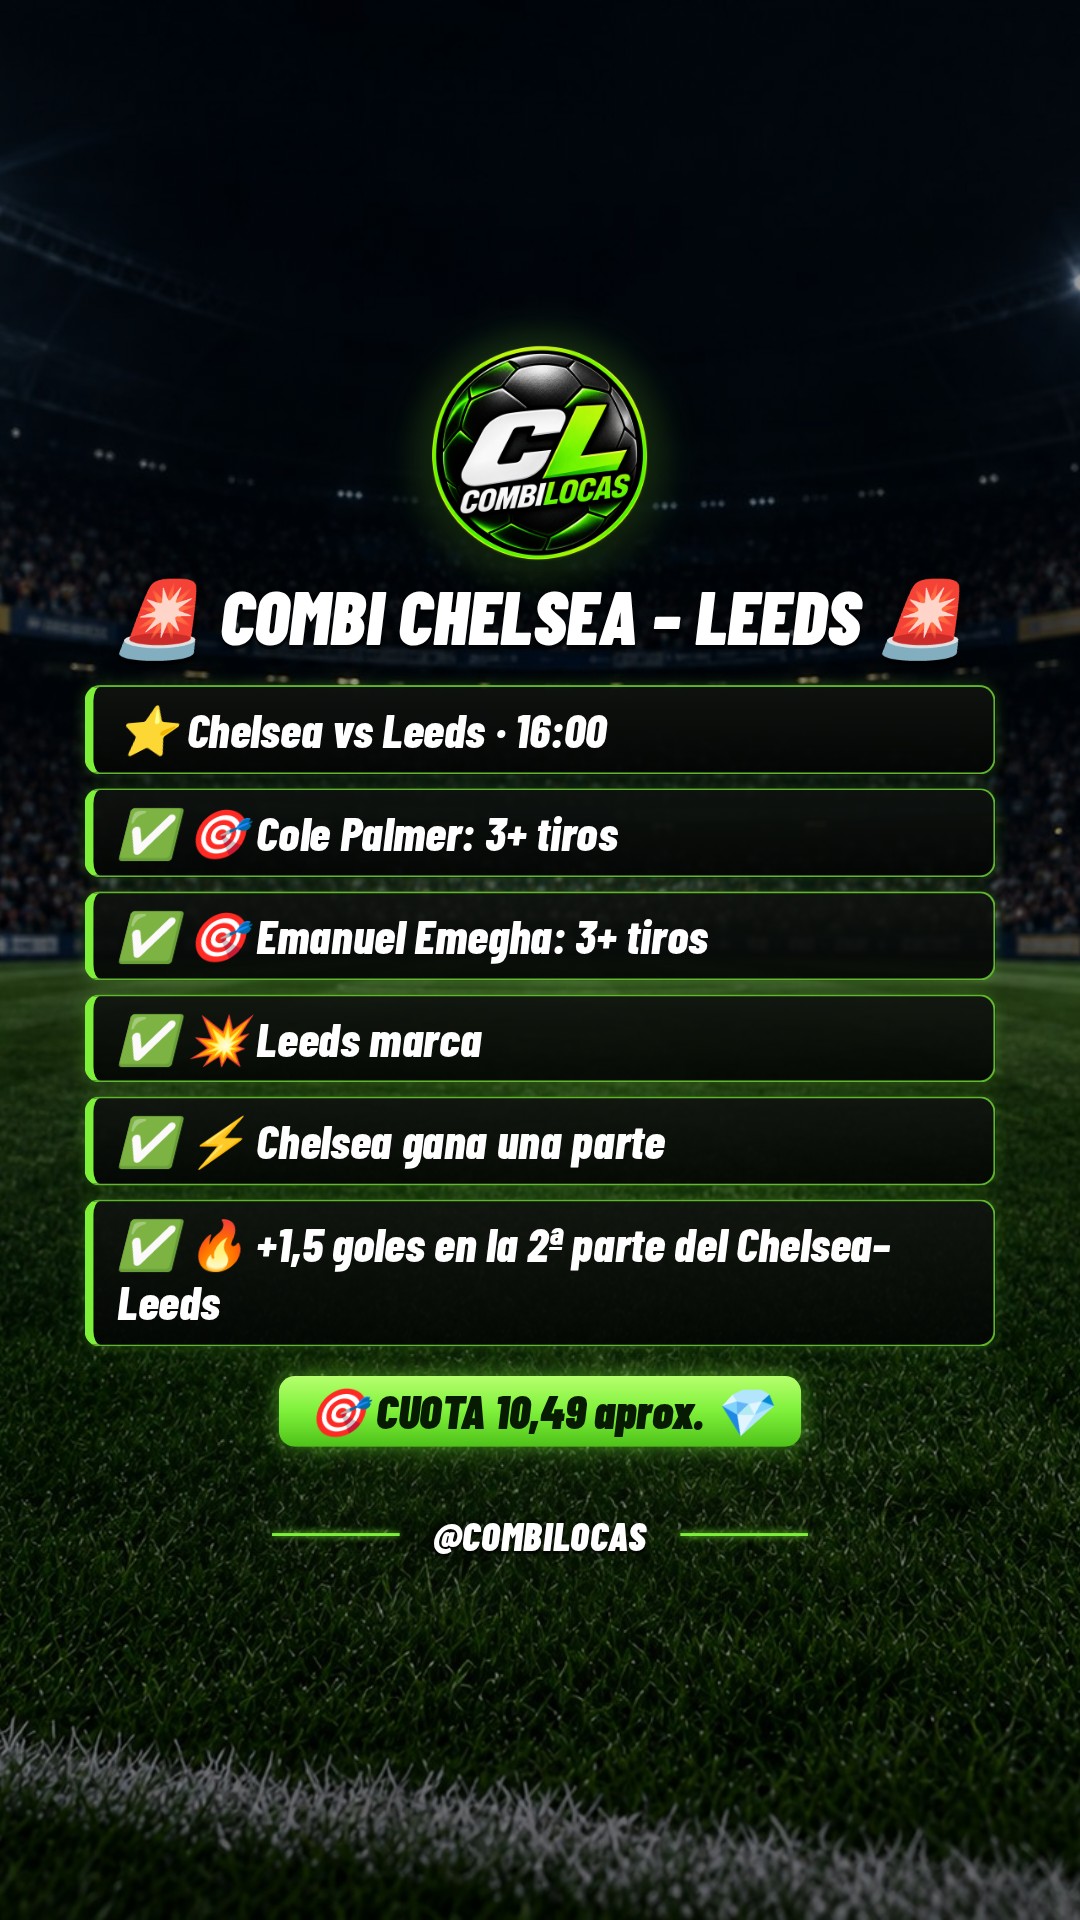 CL
COMBILOCAS
🚨 COMBI CHELSEA – LEEDS 🚨
⭐ Chelsea vs Leeds · 16:00
✅ 🎯 Cole Palmer: 3+ tiros
✅ 🎯 Emanuel Emegha: 3+ tiros
✅ 💥 Leeds marca
✅ ⚡ Chelsea gana una parte
✅ 🔥 +1,5 goles en la 2ª parte del Chelsea–
Leeds
🎯 CUOTA 10,49 aprox. 💎
@COMBILOCAS